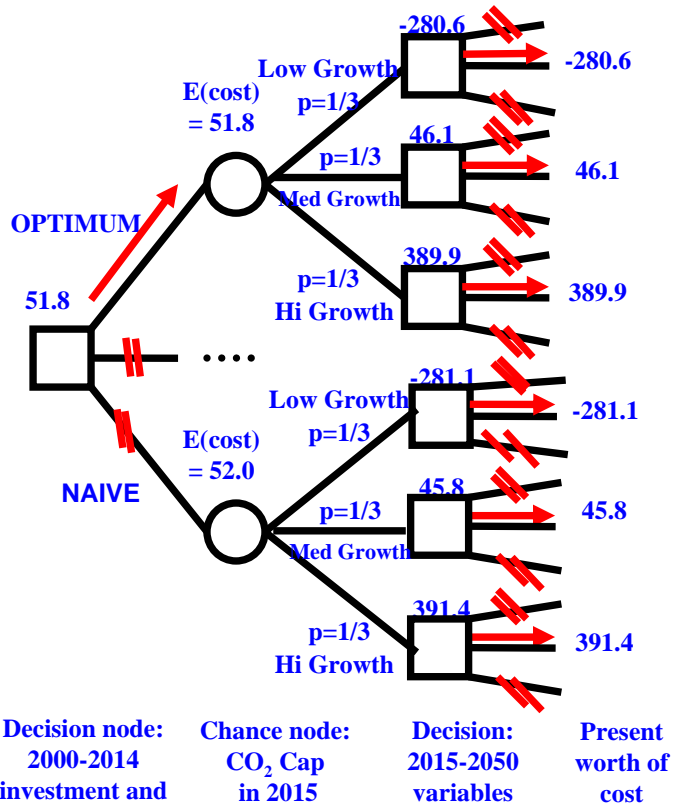 -280.6
-280.6
Low Growth
p=1/3
E(cost)
= 51.8
46.1
p=1/3
46.1
Med Growth
OPTIMUM
389.9
p=1/3
389.9
Hi Growth
51.8
....
-281.1
Low Growth
-281.1
p=1/3
E(cost)
= 52.0
45.8
NAIVE
p=1/3
45.8
Med Growth
391.4
p=1/3
391.4
Hi Growth
Decision node:
2000-2014
investment and
Chance node:
CO2 Cap
in 2015
Decision:
2015-2050
variables
Present
worth of
cost